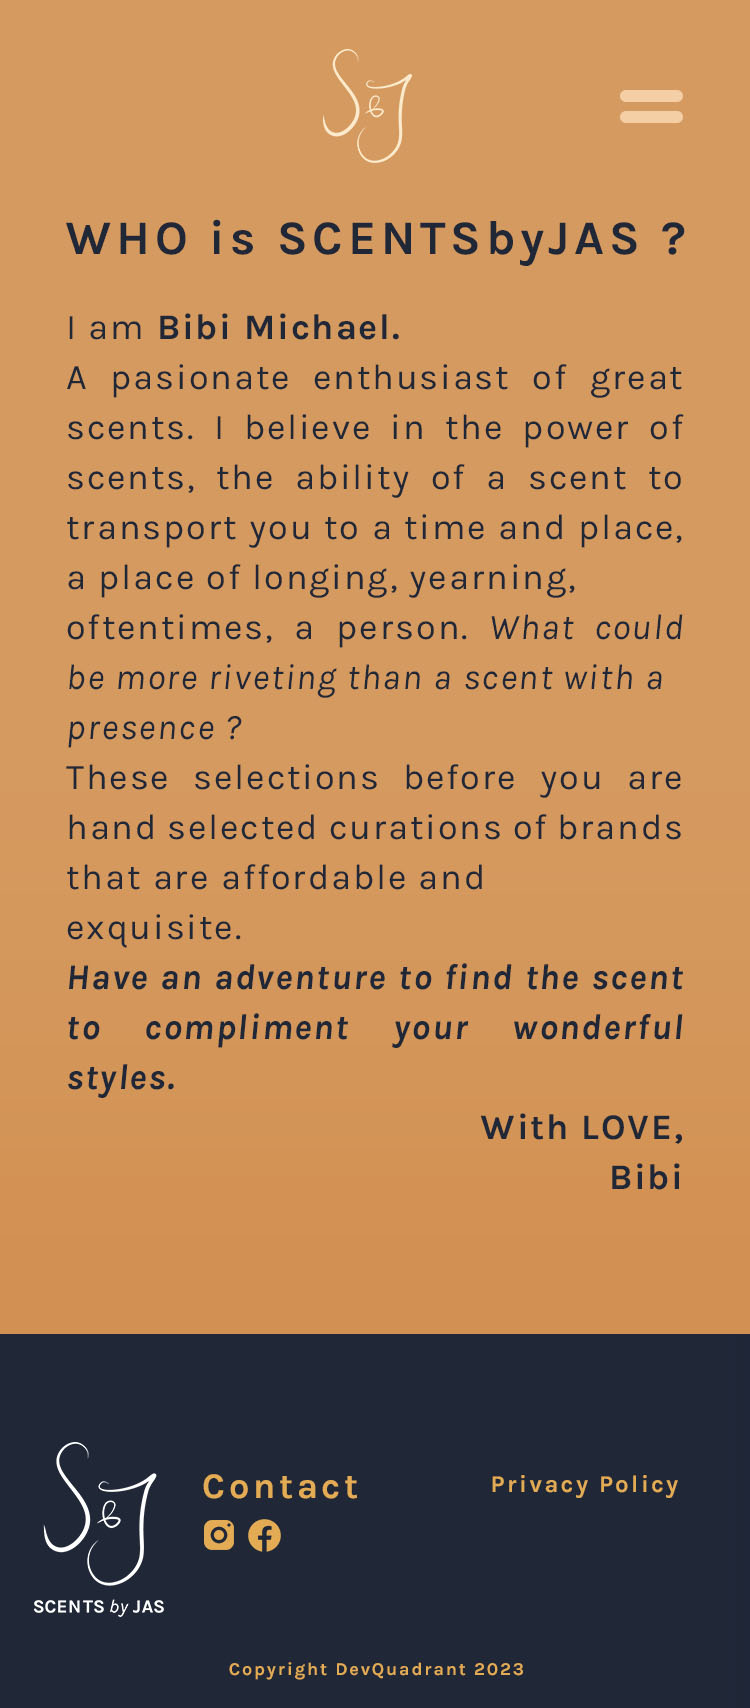 SbJ
WHO is SCENTSbyJAS ?
I am Bibi Michael.
A pasionate enthusiast of great
scents. I believe in the power of
scents, the ability of a scent to
transport you to a time and place,
a place of longing, yearning,
oftentimes, a person. What could
be more riveting than a scent with a
presence ?
These selections before you are
hand selected curations of brands
that are affordable and
exquisite.
Have an adventure to find the scent
to compliment your wonderful
styles.
With LOVE,
Bibi
SbJ
SCENTS by JAS
Contact
Privacy Policy
Copyright DevQuadrant 2023